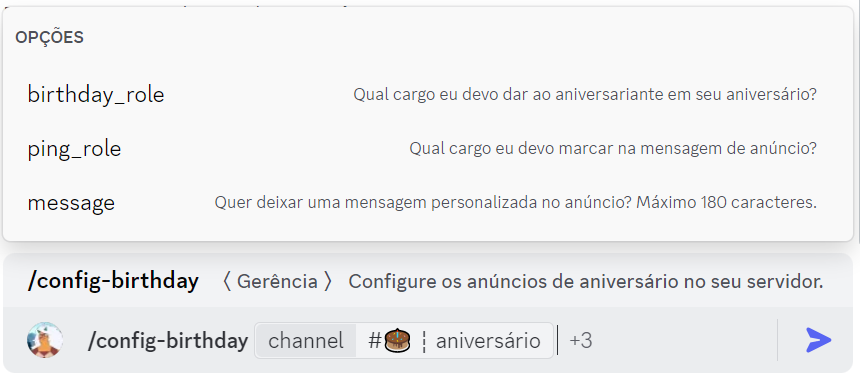 OPÇÕES
birthday_role Qual cargo eu devo dar ao aniversariante em seu aniversário?
ping_role Qual cargo eu devo marcar na mensagem de anúncio?
message Quer deixar uma mensagem personalizada no anúncio? Máximo 180 caracteres.
/config-birthday 〈 Gerência 〉 Configure os anúncios de aniversário no seu servidor.
/config-birthday channel #🎂 ¦ aniversário +3